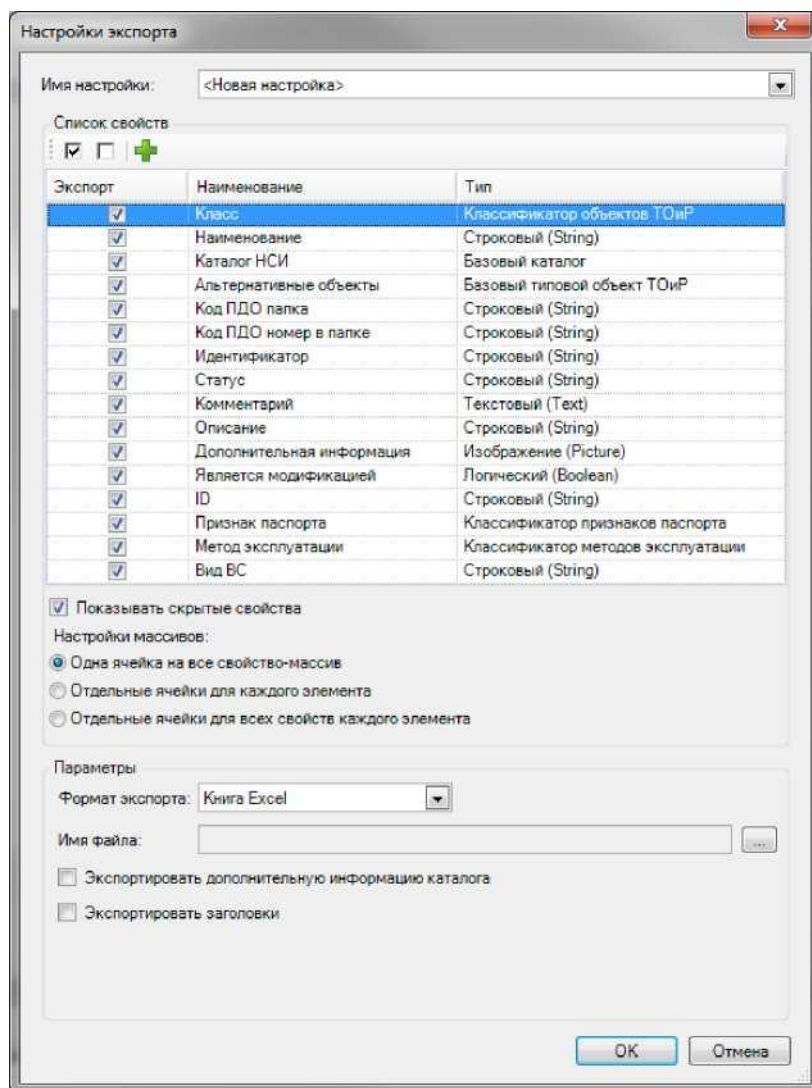 Настройки экспорта
Имя настройки: <Новая настройка>
Список свойств
Экспорт Наименование Тип
Класс Классификатор объектов ТОиР
Наименование Строковый (String)
Каталог НСИ Базовый каталог
Альтернативные объекты Базовый типовой объект ТОиР
Код ПДО папка Строковый (String)
Код ПДО номер в папке Строковый (String)
Идентификатор Строковый (String)
Статус Строковый (String)
Комментарий Текстовый (Text)
Описание Строковый (String)
Дополнительная информация Изображение (Picture)
Является модификацией Логический (Boolean)
ID Строковый (String)
Признак паспорта Классификатор признаков паспорта
Метод эксплуатации Классификатор методов эксплуатации
Вид ВС Строковый (String)
Показывать скрытые свойства
Настройки массивов:
Одна ячейка на все свойство-массив
Отдельные ячейки для каждого элемента
Отдельные ячейки для всех свойств каждого элемента
Параметры
Формат экспорта: Книга Excel
Имя файла: ...
Экспортировать дополнительную информацию каталога
Экспортировать заголовки
OK Отмена